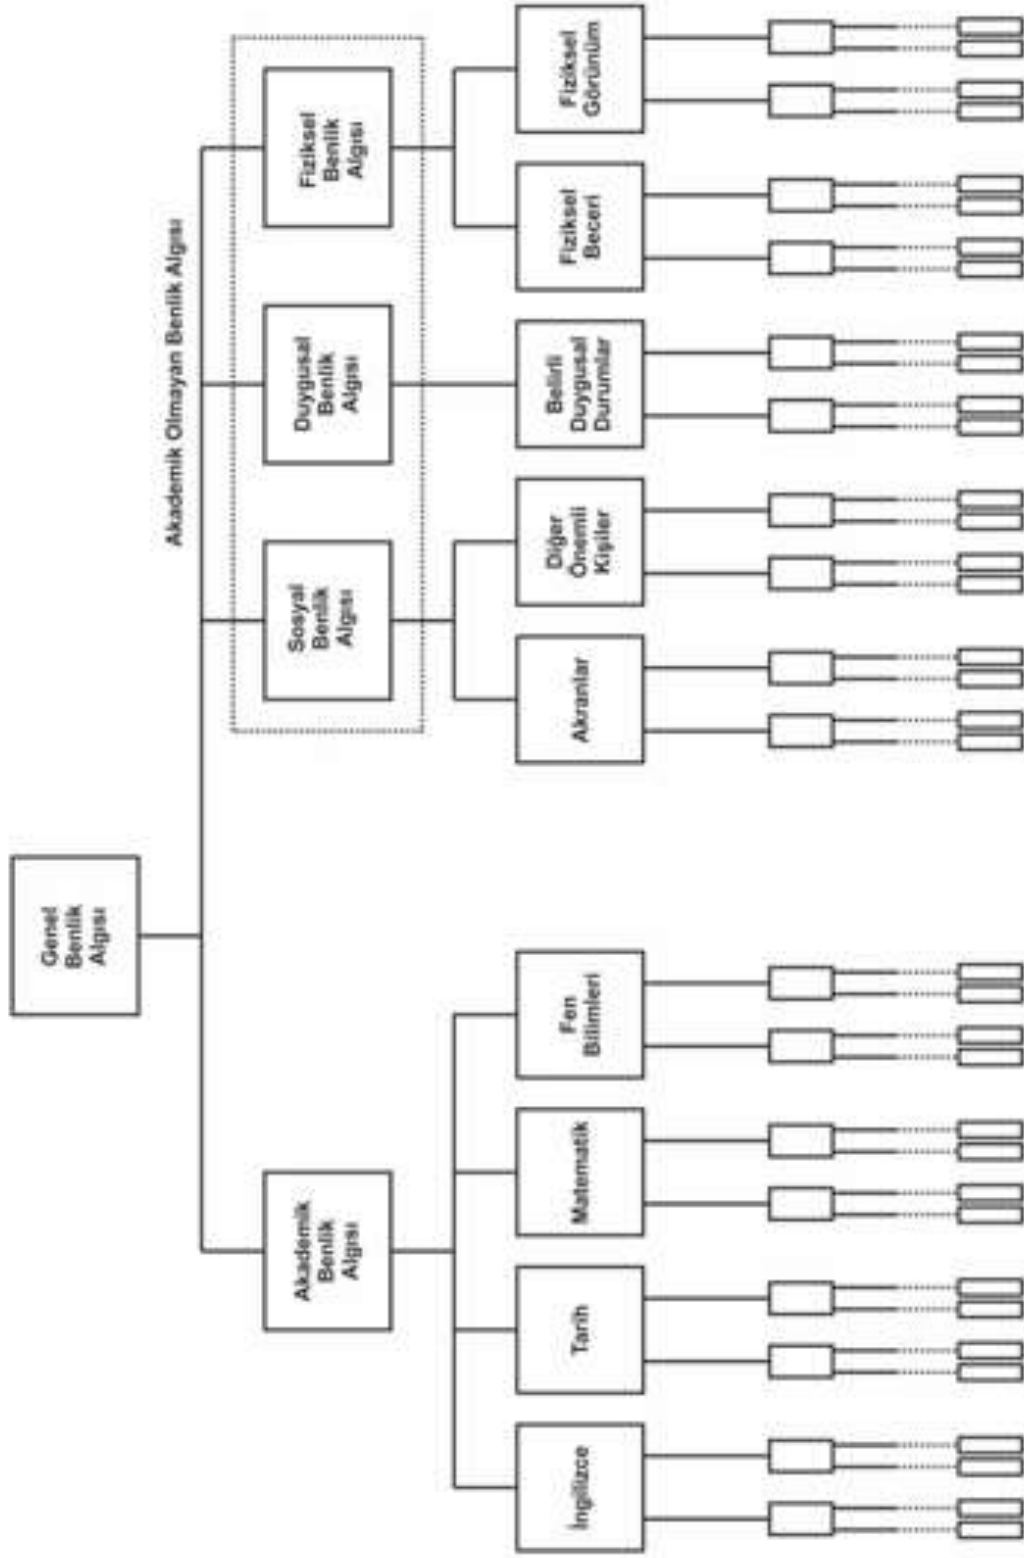 Genel
Benlik
Algısı
Akademik Olmayan Benlik Algısı
Akademik
Benlik
Algısı
Sosyal
Benlik
Algısı
Duygusal
Benlik
Algısı
Fiziksel
Benlik
Algısı
İngilizce
Tarih
Matematik
Fen
Bilimleri
Akranlar
Diğer
Önemli
Kişiler
Belirli
Duygusal
Durumlar
Fiziksel
Beceri
Fiziksel
Görünüm